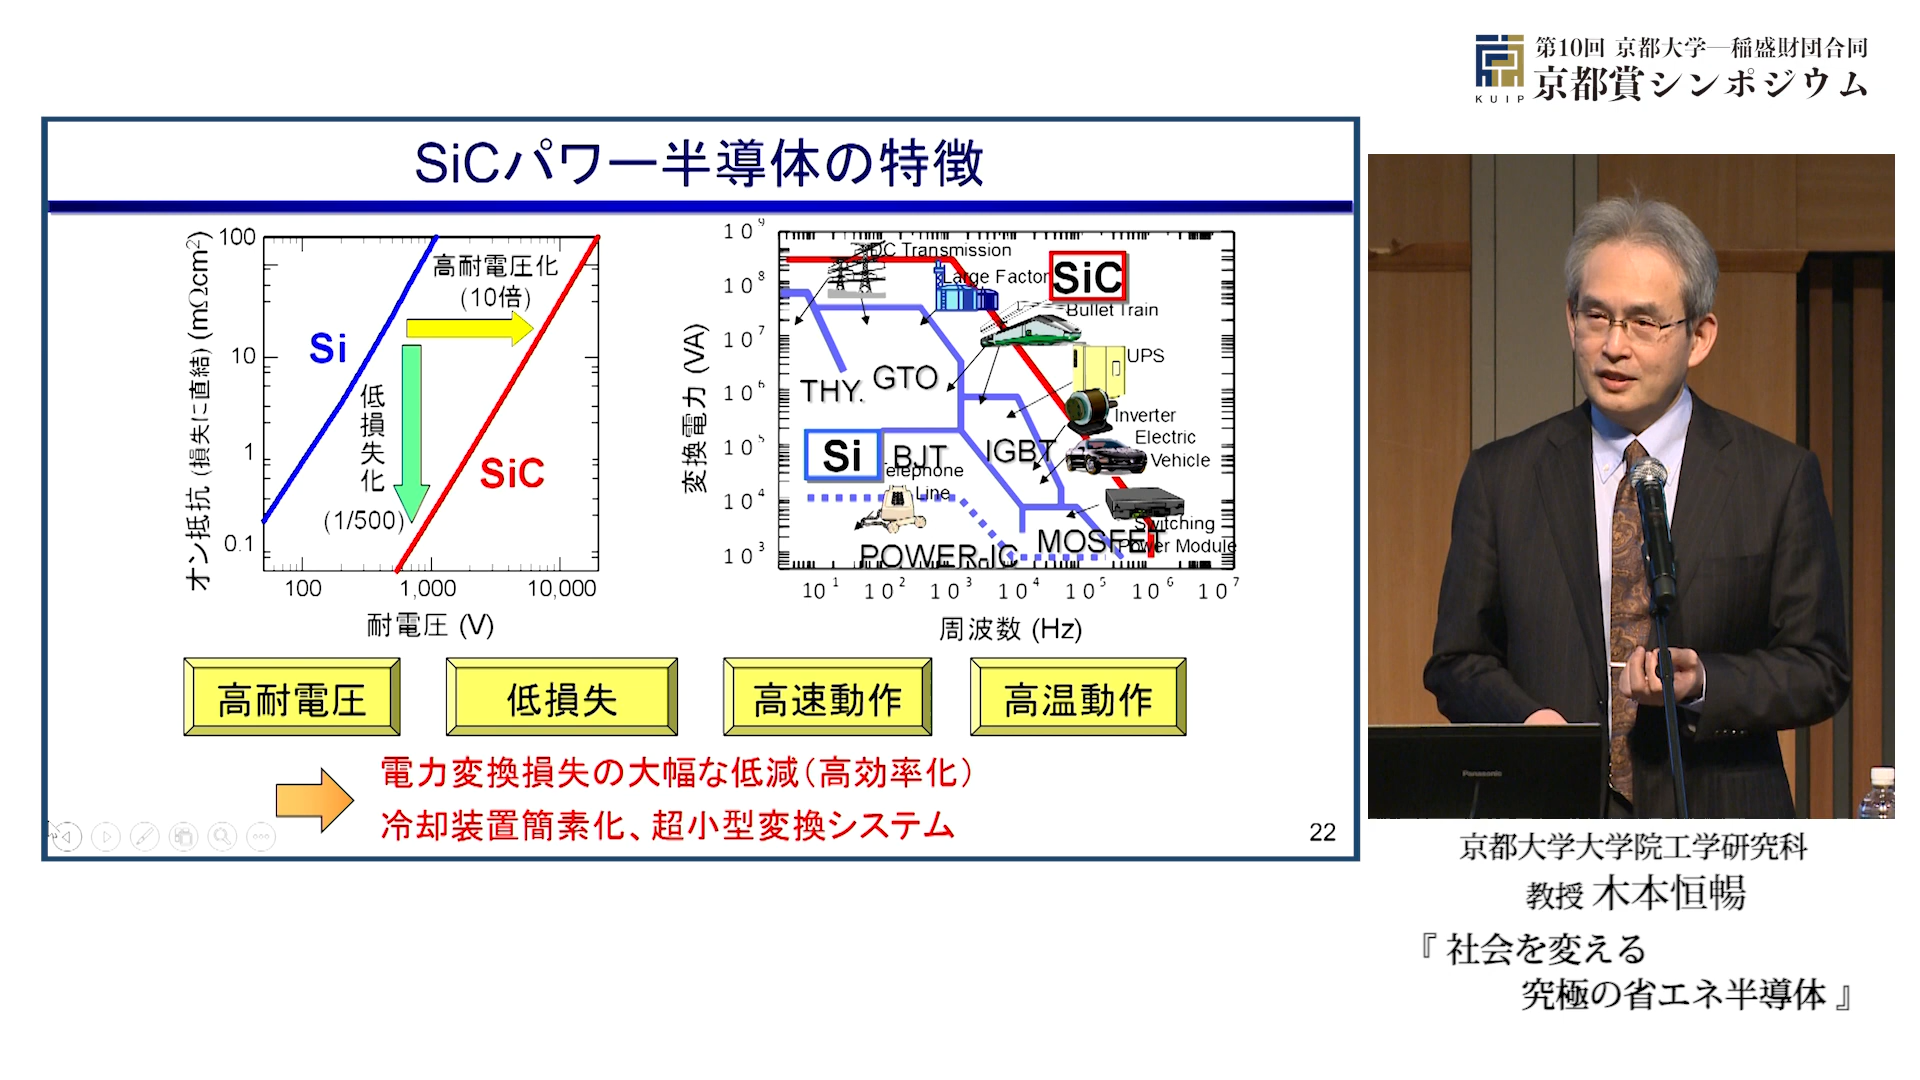 第10回 京都大学—稲盛財団合同
京都賞シンポジウム
KUIP
SiCパワー半導体の特徴
オン抵抗 (損失に直結) (mΩcm²)
100
10
1
0.1
高耐電圧化
(10倍)
Si
低損失化
(1/500)
SiC
100
1,000
10,000
耐電圧 (V)
変換電力 (VA)
10⁹
10⁸
10⁷
10⁶
10⁵
10⁴
10³
DC Transmission
Large Factor
SiC
Bullet Train
UPS
THY.
GTO
Inverter
Electric
Vehicle
Si
BJT
IGBT
elephone
Line
Switching
Power Module
MOSFET
POWER-IC
10¹
10²
10³
10⁴
10⁵
10⁶
10⁷
周波数 (Hz)
高耐電圧
低損失
高速動作
高温動作
電力変換損失の大幅な低減（高効率化）
冷却装置簡素化、超小型変換システム
22
Panasonic
京都大学大学院工学研究科
教授 木本恒暢
『 社会を変える
究極の省エネ半導体 』